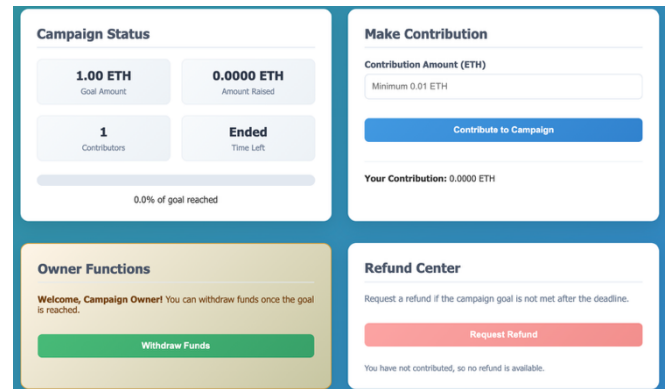 Campaign Status
1.00 ETH
Goal Amount
0.0000 ETH
Amount Raised
1
Contributors
Ended
Time Left
0.0% of goal reached
Make Contribution
Contribution Amount (ETH)
Minimum 0.01 ETH
Contribute to Campaign
Your Contribution: 0.0000 ETH
Owner Functions
Welcome, Campaign Owner! You can withdraw funds once the goal
is reached.
Withdraw Funds
Refund Center
Request a refund if the campaign goal is not met after the deadline.
Request Refund
You have not contributed, so no refund is available.